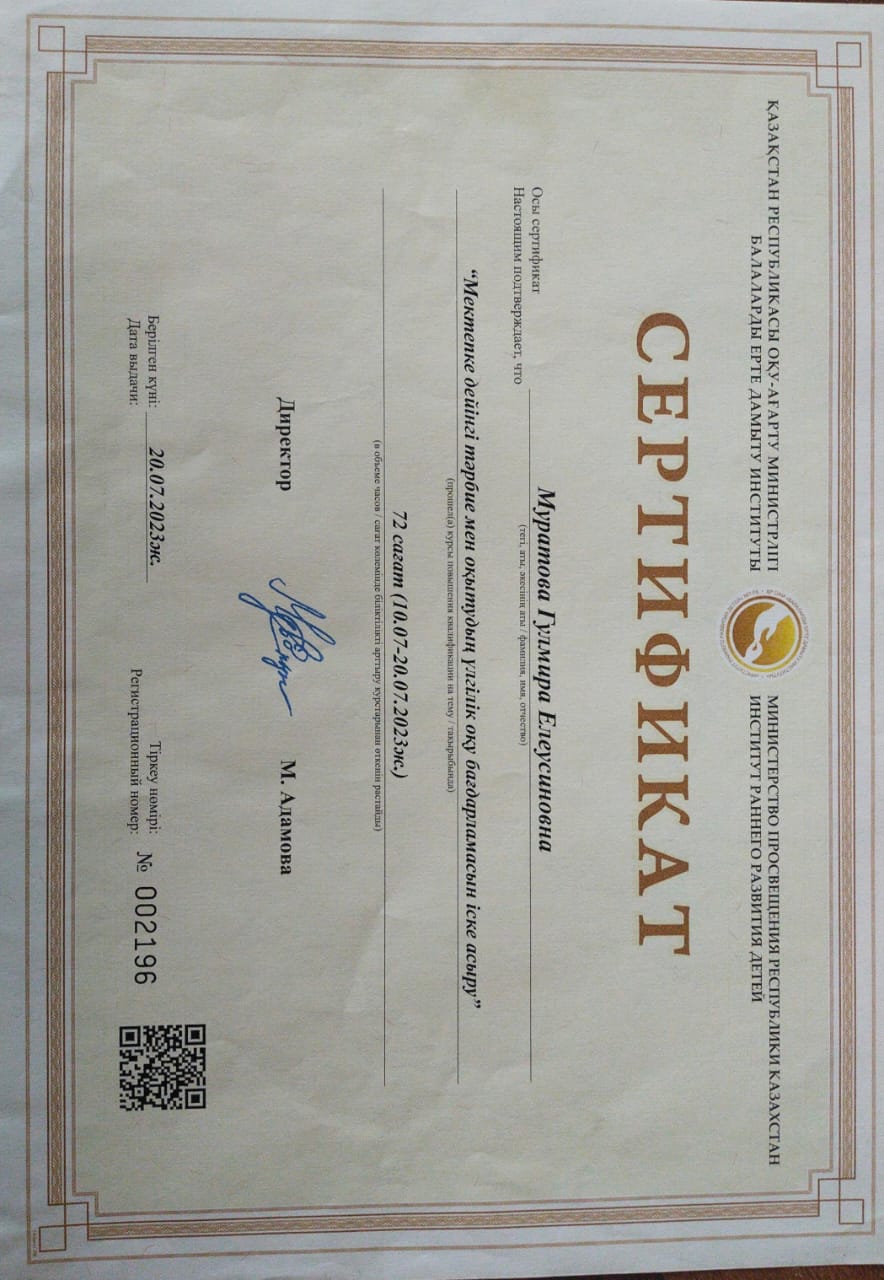 ҚАЗАҚСТАН РЕСПУБЛИКАСЫ ОҚУ-АҒАРТУ МИНИСТРЛІГІ
БАЛАЛАРДЫ ЕРТЕ ДАМЫТУ ИНСТИТУТЫ
МИНИСТЕРСТВО ПРОСВЕЩЕНИЯ РЕСПУБЛИКИ КАЗАХСТАН
ИНСТИТУТ РАННЕГО РАЗВИТИЯ ДЕТЕЙ
СЕРТИФИКАТ
Осы сертификат
Настоящим подтверждает, что
Муратова Гулмира Елеусиновна
(тегі, аты, әкесінің аты / фамилия, имя, отчество)
“Мектепке дейінгі тәрбие мен оқытудың үлгілік оқу бағдарламасын іске асыру”
(прошел(а) курсы повышения квалификации на тему / тақырыбында)
72 сағат (10.07-20.07.2023ж.)
(в объеме часов / сағат көлемінде біліктілікті арттыру курстарынан өткенін растайды)
Директор
М. Адамова
Берілген күні:
Дата выдачи:
20.07.2023ж.
Тіркеу нөмірі:
Регистрационный номер:
№ 002196